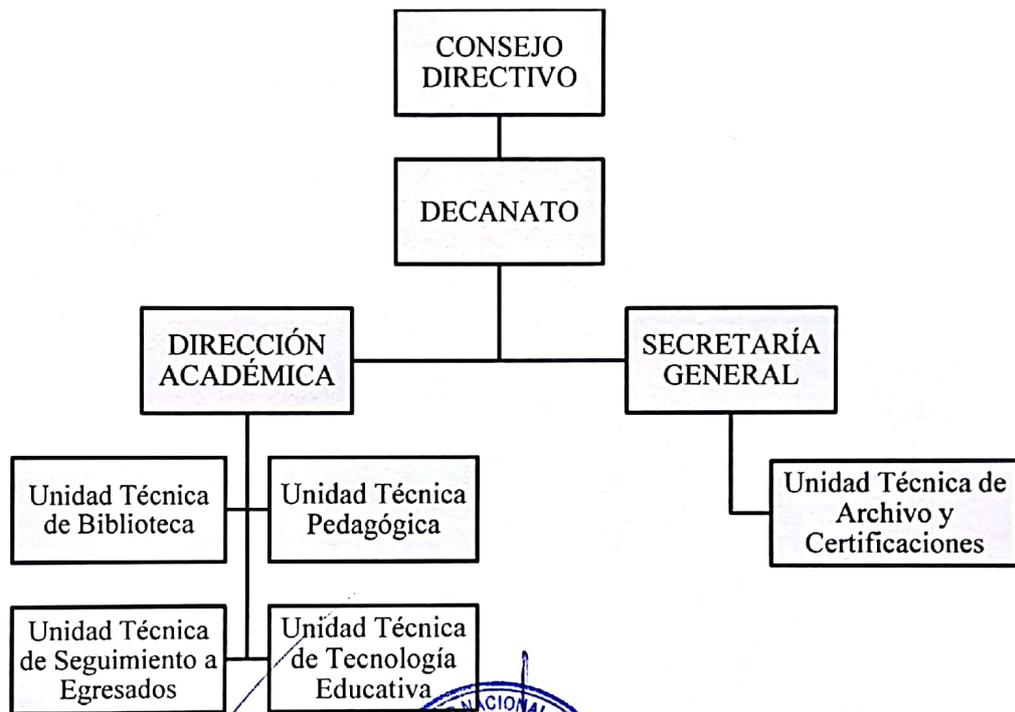 CONSEJO
DIRECTIVO
DECANATO
DIRECCIÓN
ACADÉMICA
SECRETARÍA
GENERAL
Unidad Técnica
de Biblioteca
Unidad Técnica
Pedagógica
Unidad Técnica de
Archivo y
Certificaciones
Unidad Técnica
de Seguimiento a
Egresados
Unidad Técnica
de Tecnología
Educativa
NACIONAL